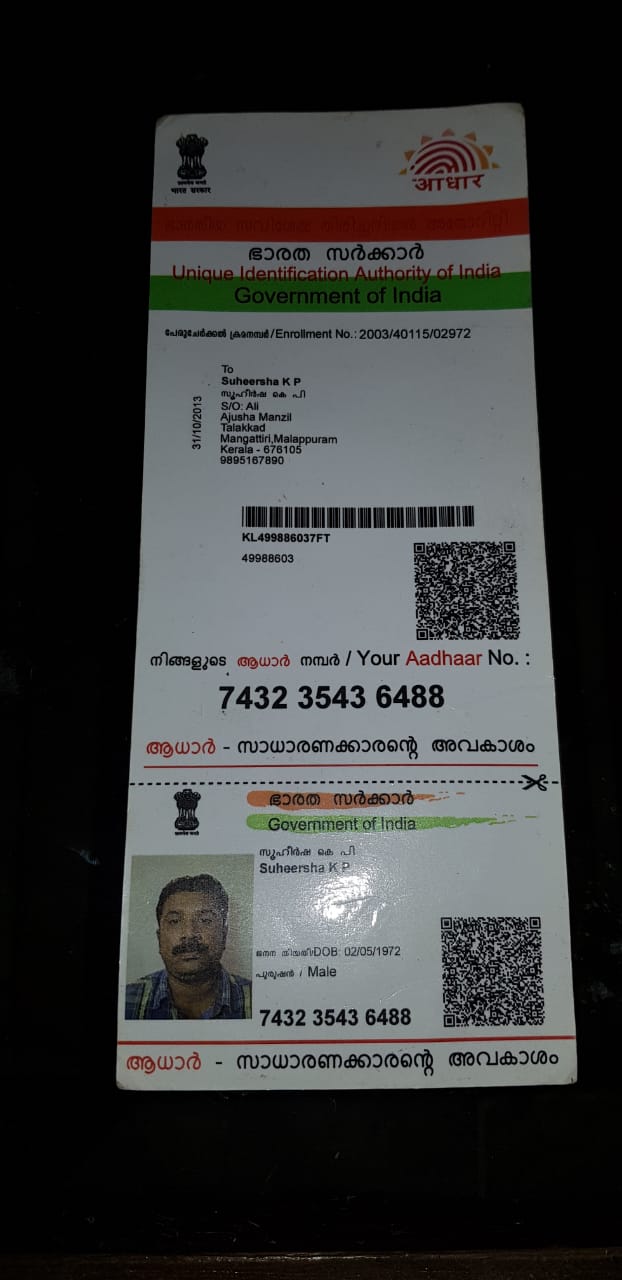 भारत सरकार
आधार
ഭാരത സർക്കാർ
Unique Identification Authority of India
Government of India
പേരുചേർക്കൽ ക്രമനമ്പർ/Enrollment No.: 2003/40115/02972
31/10/2013
To
Suheersha K P
സുഹീർഷ കെ പി
S/O: Ali
Ajusha Manzil
Talakkad
Mangattiri,Malappuram
Kerala - 676105
9895167890
KL499886037FT
49988603
നിങ്ങളുടെ ആധാർ നമ്പർ / Your Aadhaar No. :
7432 3543 6488
ആധാർ - സാധാരണക്കാരന്റെ അവകാശം
ഭാരത സർക്കാർ
Government of India
സുഹീർഷ കെ പി
Suheersha K P
ജനന തിയതി/DOB: 02/05/1972
പുരുഷൻ / Male
7432 3543 6488
ആധാർ - സാധാരണക്കാരന്റെ അവകാശം